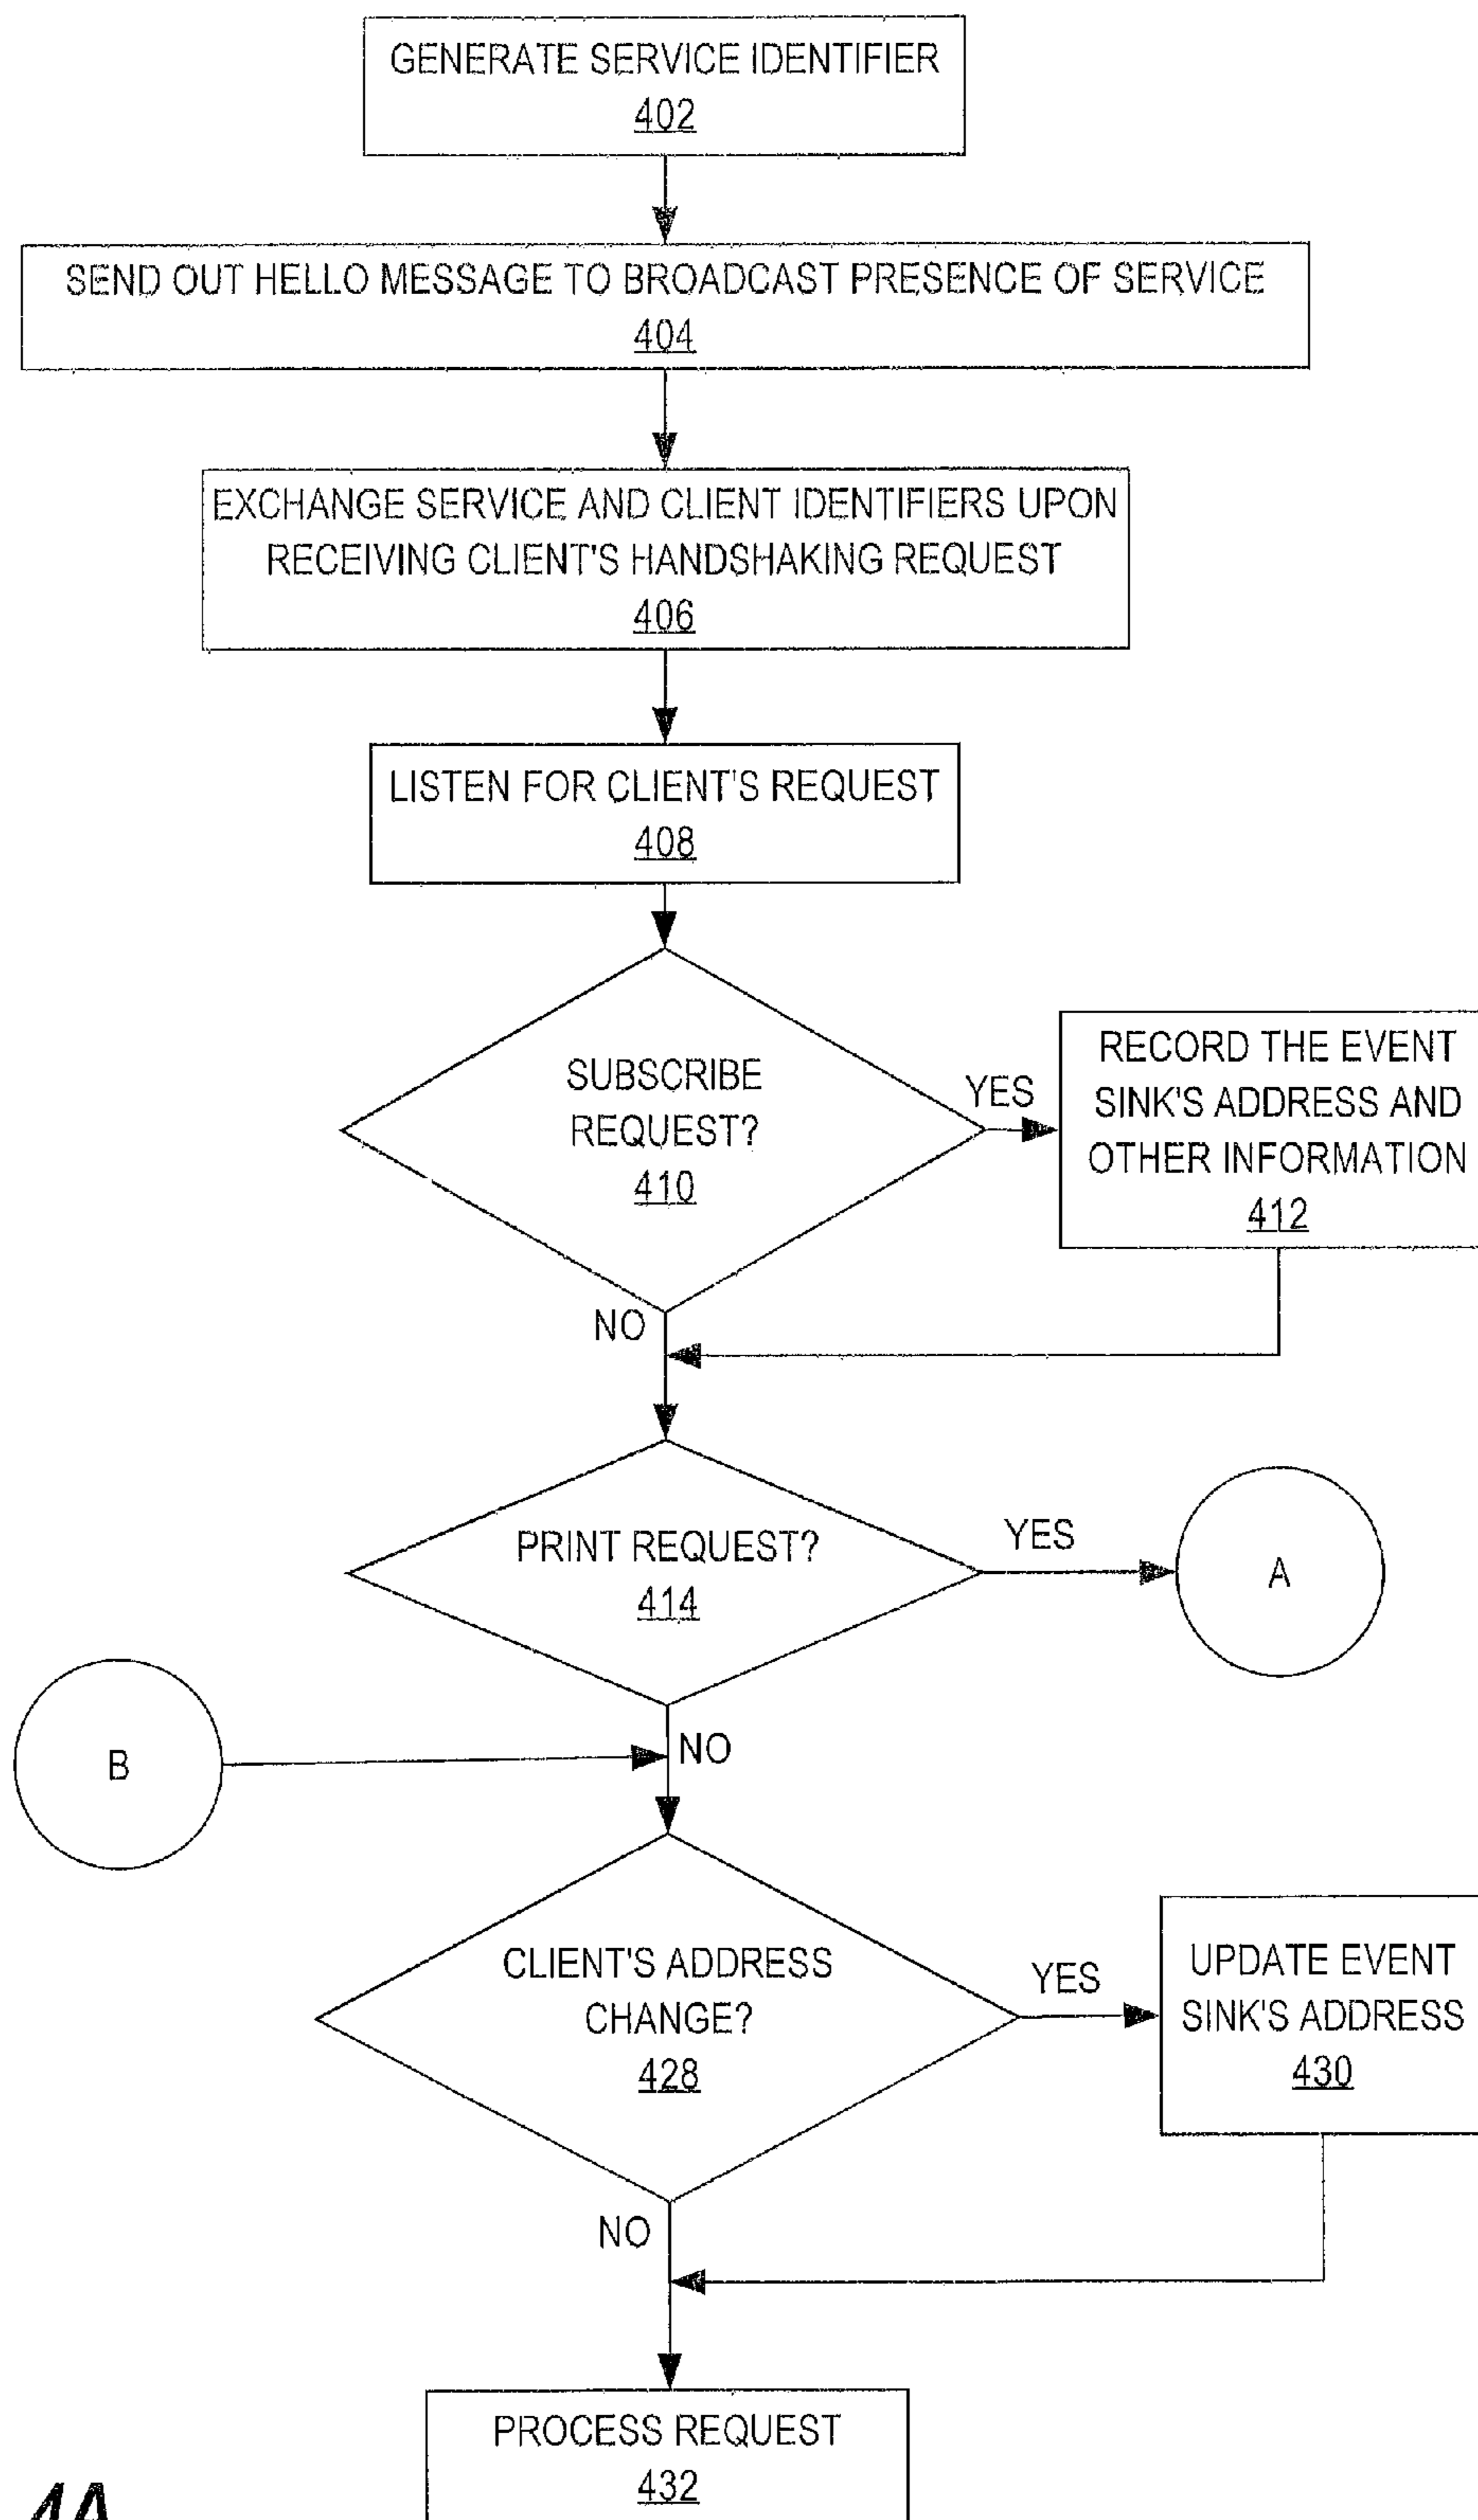 GENERATE SERVICE IDENTIFIER
402
SEND OUT HELLO MESSAGE TO BROADCAST PRESENCE OF SERVICE
404
EXCHANGE SERVICE AND CLIENT IDENTIFIERS UPON
RECEIVING CLIENT'S HANDSHAKING REQUEST
406
LISTEN FOR CLIENT'S REQUEST
408
SUBSCRIBE
REQUEST?
410
YES
RECORD THE EVENT
SINK'S ADDRESS AND
OTHER INFORMATION
412
NO
PRINT REQUEST?
414
YES
A
B
NO
CLIENT'S ADDRESS
CHANGE?
428
YES
UPDATE EVENT
SINK'S ADDRESS
430
NO
PROCESS REQUEST
432
4A